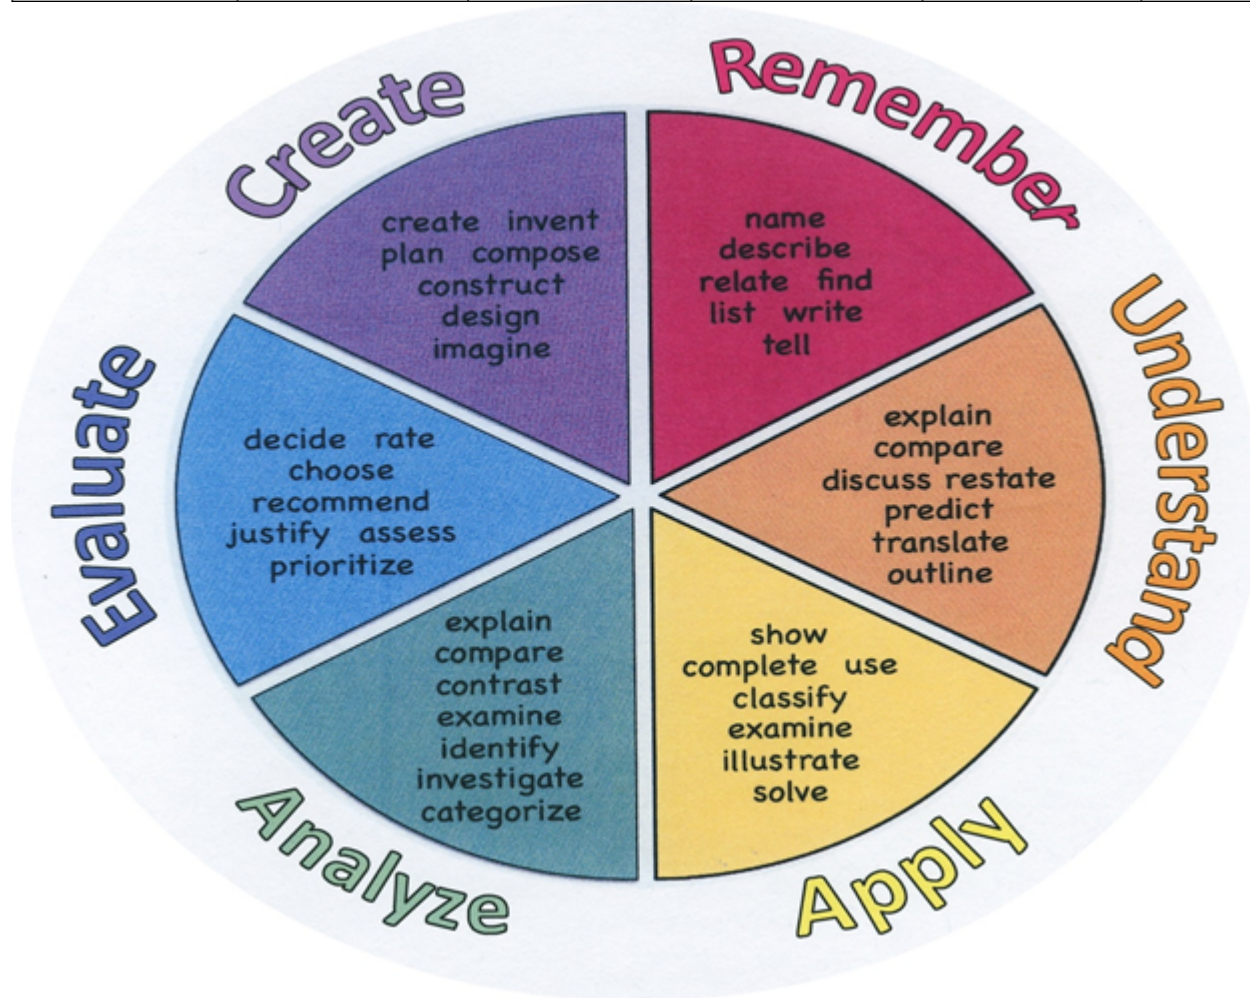 Remember
name
describe
relate find
list write
tell
Understand
explain
compare
discuss restate
predict
translate
outline
Apply
show
complete use
classify
examine
illustrate
solve
Analyze
explain
compare
contrast
examine
identify
investigate
categorize
Evaluate
decide rate
choose
recommend
justify assess
prioritize
Create
create invent
plan compose
construct
design
imagine